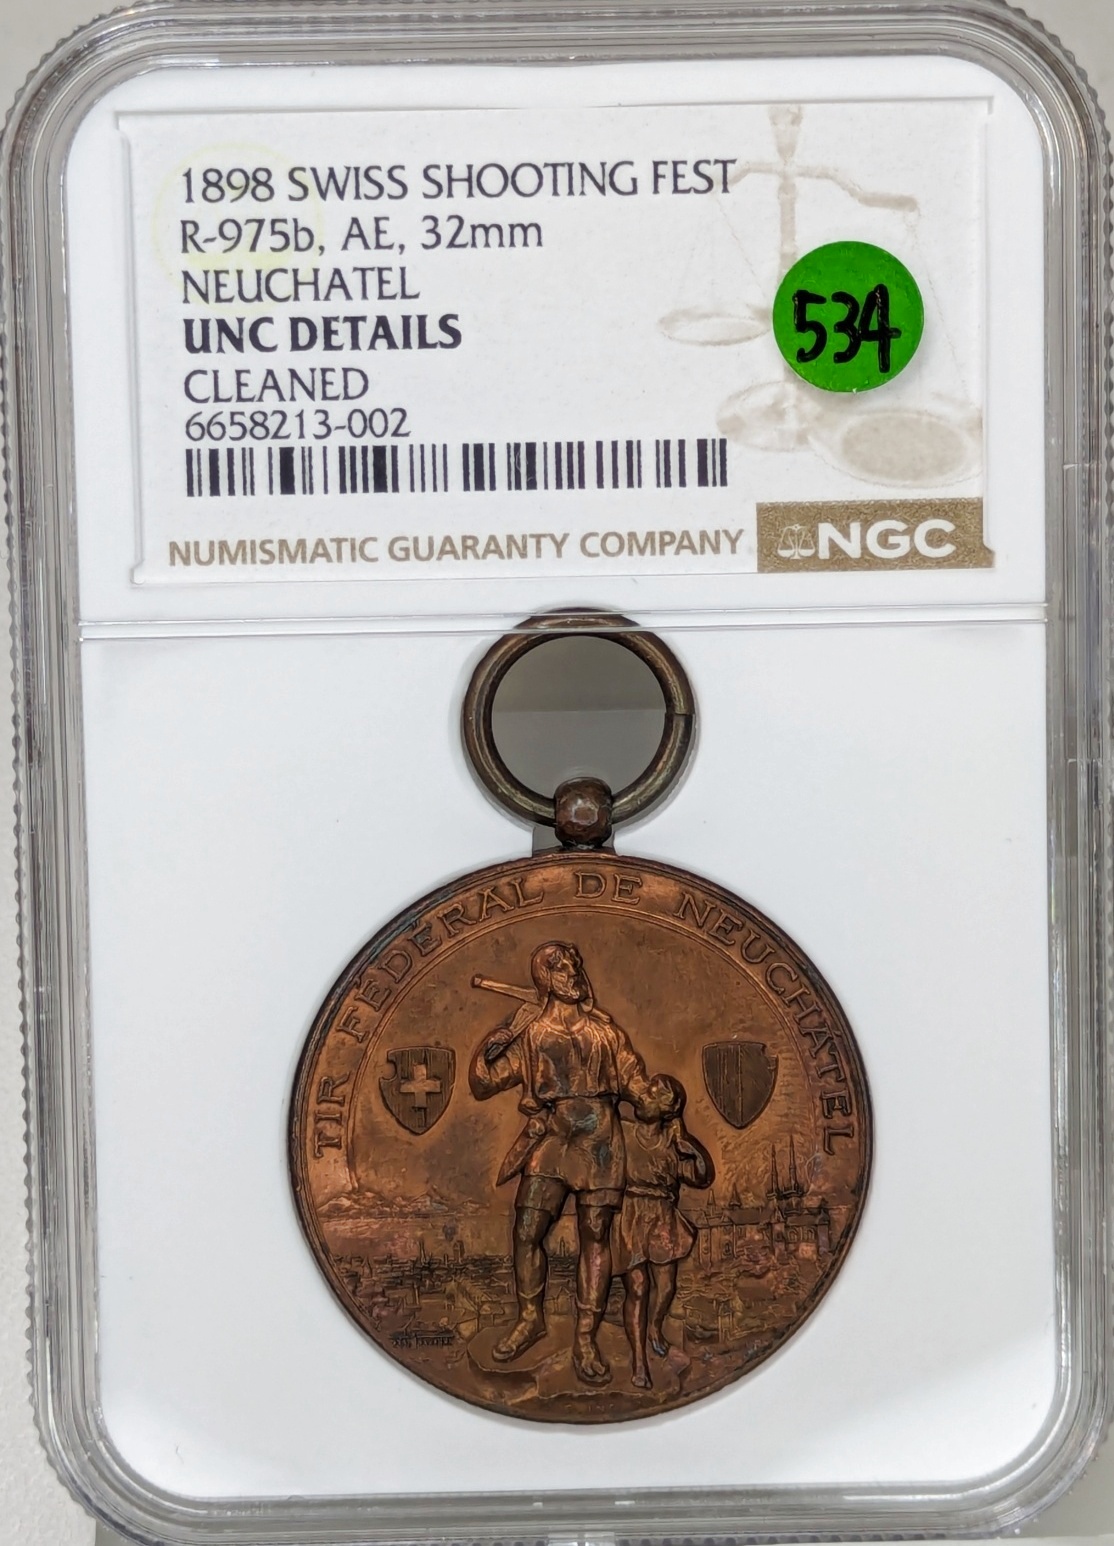 1898 SWISS SHOOTING FEST
R-975b, AE, 32mm
NEUCHATEL
UNC DETAILS
CLEANED
6658213-002
534
NUMISMATIC GUARANTY COMPANY
NGC
TIR FÉDÉRAL DE NEUCHÂTEL